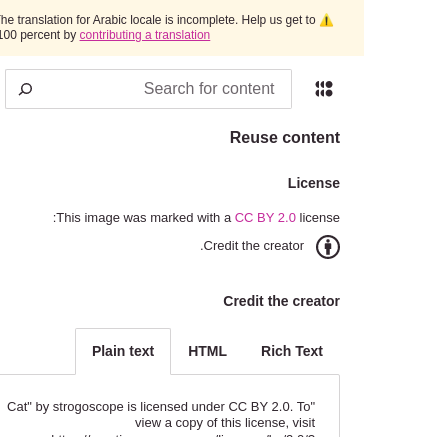 The translation for Arabic locale is incomplete. Help us get to ⚠️
100 percent by contributing a translation
Search for content
Reuse content
License
:This image was marked with a CC BY 2.0 license
.Credit the creator
Credit the creator
Plain text HTML Rich Text
Cat" by strogoscope is licensed under CC BY 2.0. To"
view a copy of this license, visit